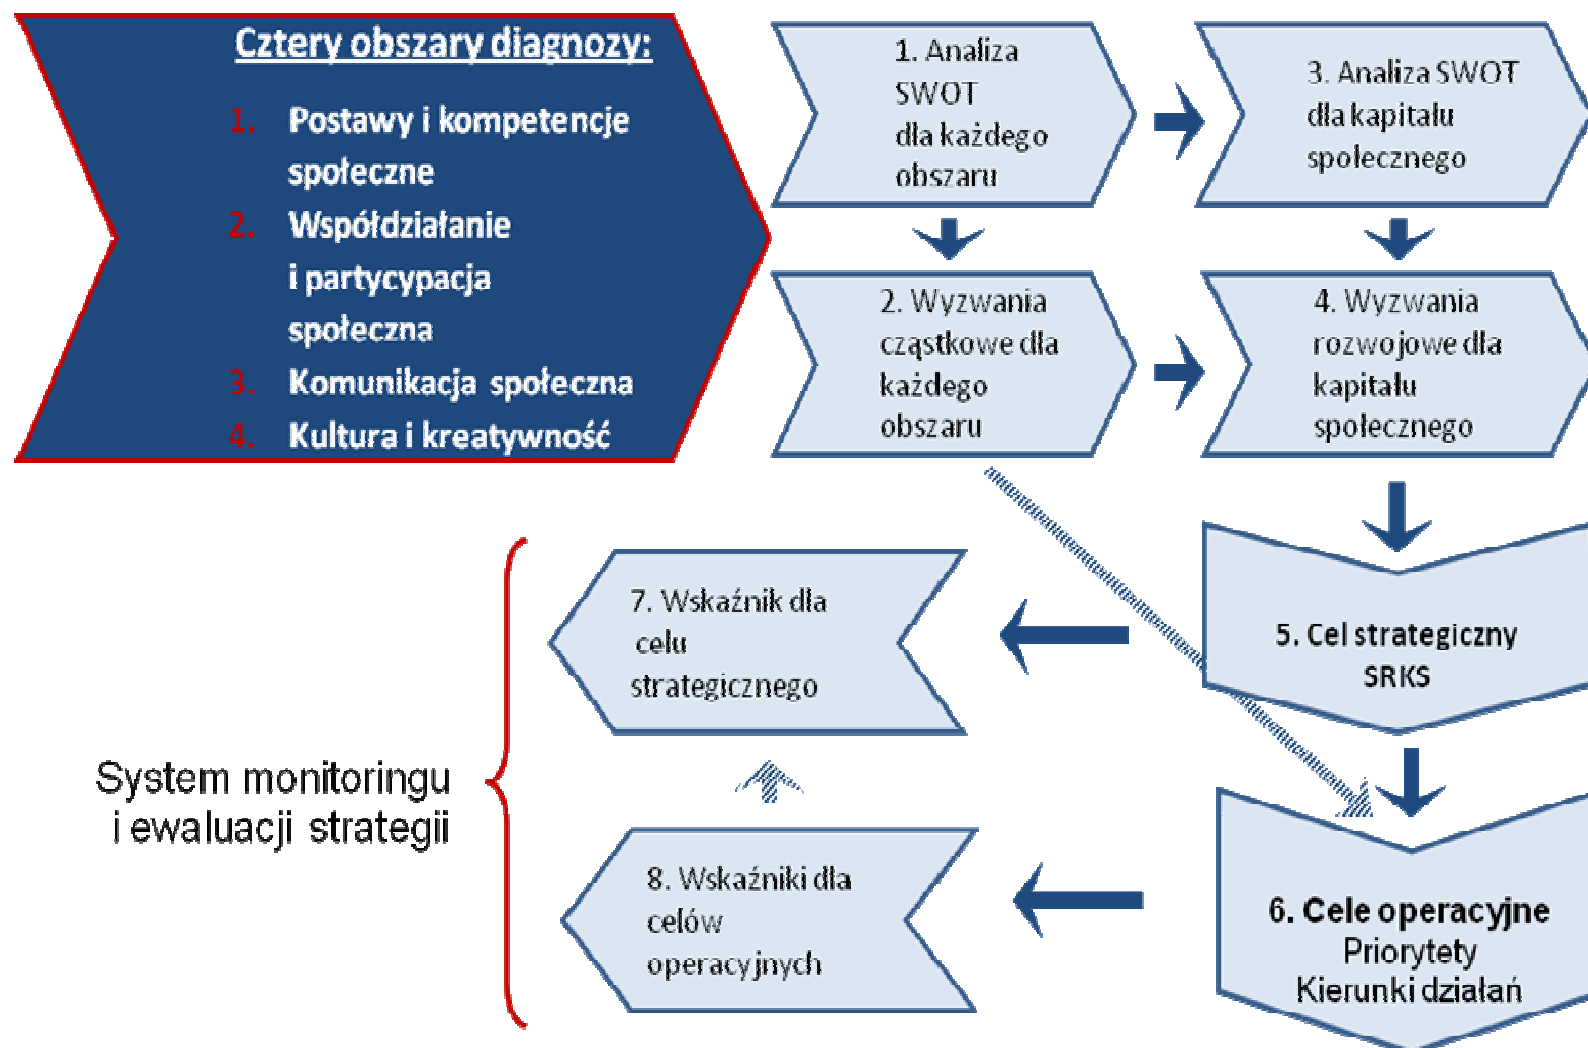 Cztery obszary diagnozy:
1. Postawy i kompetencje
społeczne
2. Współdziałanie
i partycypacja
społeczna
3. Komunikacja społeczna
4. Kultura i kreatywność
1. Analiza
SWOT
dla każdego
obszaru
3. Analiza SWOT
dla kapitału
społecznego
2. Wyzwania
cząstkowe dla
każdego
obszaru
4. Wyzwania
rozwojowe dla
kapitału
społecznego
5. Cel strategiczny
SRKS
7. Wskaźnik dla
celu
strategicznego
System monitoringu
i ewaluacji strategii
8. Wskaźniki dla
celów
operacyjnych
6. Cele operacyjne
Priorytety
Kierunki działań